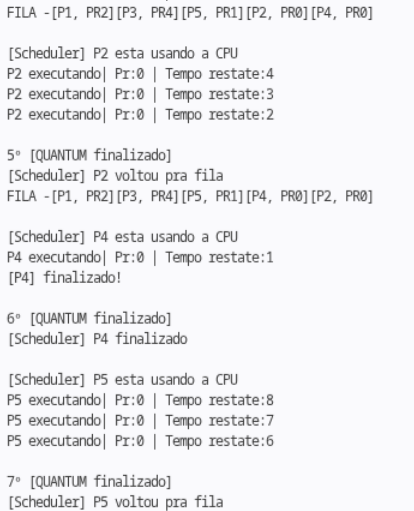 FILA -[P1, PR2][P3, PR4][P5, PR1][P2, PR0][P4, PR0]
[Scheduler] P2 esta usando a CPU
P2 executando| Pr:0 | Tempo restate:4
P2 executando| Pr:0 | Tempo restate:3
P2 executando| Pr:0 | Tempo restate:2
5º [QUANTUM finalizado]
[Scheduler] P2 voltou pra fila
FILA -[P1, PR2][P3, PR4][P5, PR1][P4, PR0][P2, PR0]
[Scheduler] P4 esta usando a CPU
P4 executando| Pr:0 | Tempo restate:1
[P4] finalizado!
6º [QUANTUM finalizado]
[Scheduler] P4 finalizado
[Scheduler] P5 esta usando a CPU
P5 executando| Pr:0 | Tempo restate:8
P5 executando| Pr:0 | Tempo restate:7
P5 executando| Pr:0 | Tempo restate:6
7º [QUANTUM finalizado]
[Scheduler] P5 voltou pra fila